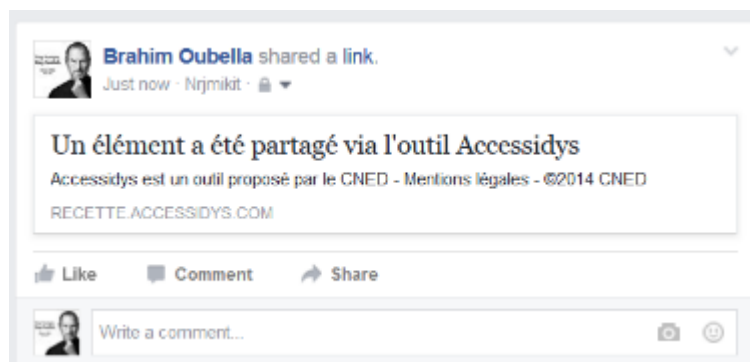 Brahim Oubella shared a link.
Just now · Nrjmikit ·
Un élément a été partagé via l'outil Accessidys
Accessidys est un outil proposé par le CNED - Mentions légales - ©2014 CNED
RECETTE.ACCESSIDYS.COM
Like Comment Share
Write a comment...